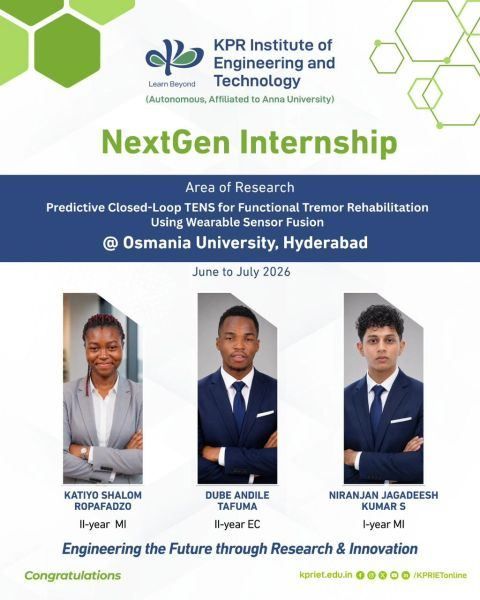 KPR Institute of
Engineering and
Technology
Learn Beyond
(Autonomous, Affiliated to Anna University)
NextGen Internship
Area of Research
Predictive Closed-Loop TENS for Functional Tremor Rehabilitation
Using Wearable Sensor Fusion
@ Osmania University, Hyderabad
June to July 2026
KATIYO SHALOM
ROPAFADZO
II-year MI
DUBE ANDILE
TAFUMA
II-year EC
NIRANJAN JAGADEESH
KUMAR S
I-year MI
Engineering the Future through Research & Innovation
Congratulations
kpriet.edu.in /KPRIETonline